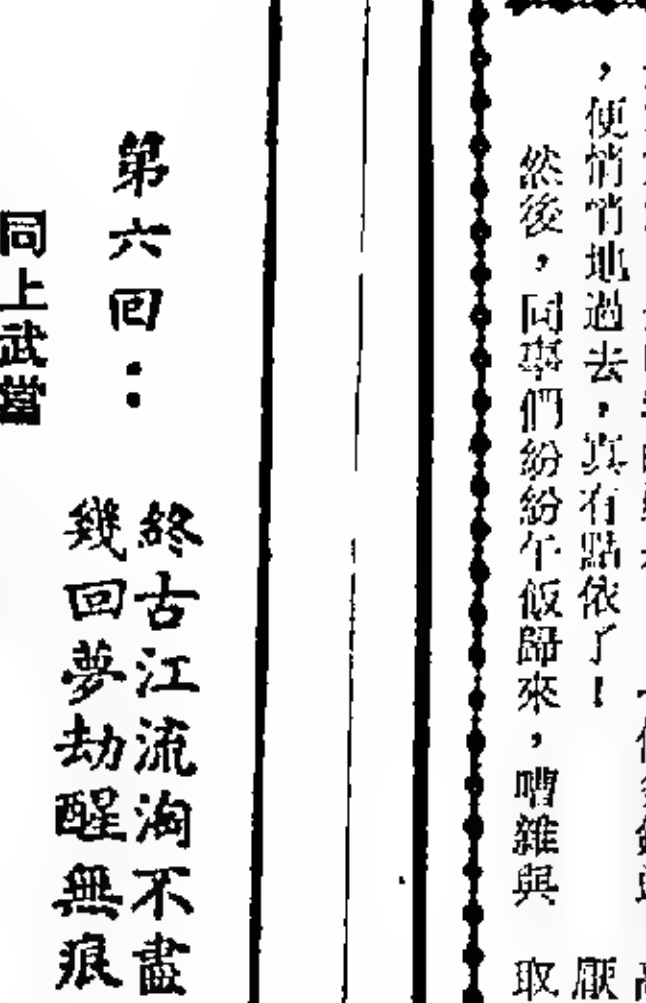 ，便悄悄地過去，真有點依了！
厭
然後，同事們紛紛午飯歸來，嘈雜與
取
第六回：
終古江流淘不盡
幾回夢劫醒無痕
同上武當